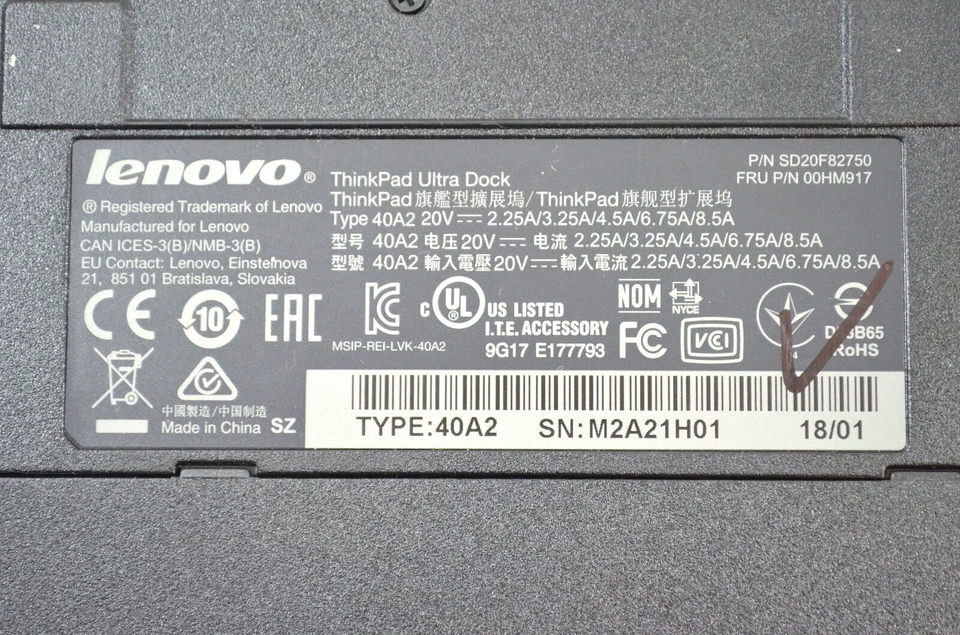 lenovo®
P/N SD20F82750
FRU P/N 00HM917
ThinkPad Ultra Dock
ThinkPad 旗艦型擴展塢/ThinkPad 旗舰型扩展坞
Type 40A2 20V 2.25A/3.25A/4.5A/6.75A/8.5A
型号 40A2 电压 20V 电流 2.25A/3.25A/4.5A/6.75A/8.5A
型號 40A2 輸入電壓 20V 輸入電流 2.25A/3.25A/4.5A/6.75A/8.5A
® Registered Trademark of Lenovo
Manufactured for Lenovo
CAN ICES-3(B)/NMB-3(B)
EU Contact: Lenovo, Einsteinova
21, 851 01 Bratislava, Slovakia
CE 10 EAC
MSIP-REI-LVK-40A2
c UL ® US LISTED
I.T.E. ACCESSORY
9G17 E177793
NOM NYCE
FC VCI
RoHS
中國製造/中国制造
Made in China SZ
TYPE:40A2 SN:M2A21H01 18/01